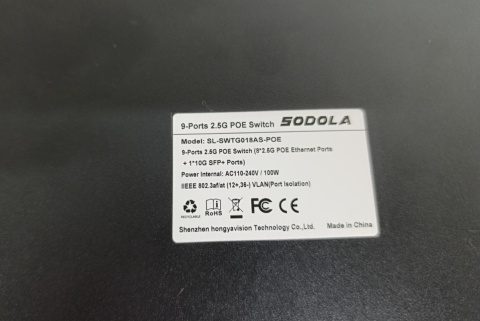 9-Ports 2.5G POE Switch SODOLA
Model: SL-SWTG018AS-POE
9-Ports 2.5G POE Switch (8*2.5G POE Ethernet Ports
+ 1*10G SFP+ Ports)
Power Internal: AC110-240V / 100W
IIEEE 802.3af/at (12+,36-) VLAN(Port Isolation)
RECYCLABLE RoHS FC CE
Shenzhen hongyavision Technology Co.,Ltd. Made in China